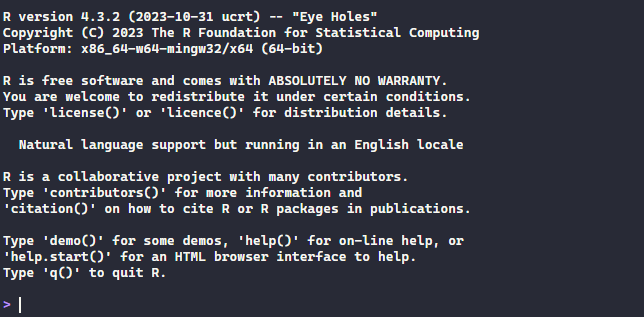 R version 4.3.2 (2023-10-31 ucrt) -- "Eye Holes"
Copyright (C) 2023 The R Foundation for Statistical Computing
Platform: x86_64-w64-mingw32/x64 (64-bit)
R is free software and comes with ABSOLUTELY NO WARRANTY.
You are welcome to redistribute it under certain conditions.
Type 'license()' or 'licence()' for distribution details.
Natural language support but running in an English locale
R is a collaborative project with many contributors.
Type 'contributors()' for more information and
'citation()' on how to cite R or R packages in publications.
Type 'demo()' for some demos, 'help()' for on-line help, or
'help.start()' for an HTML browser interface to help.
Type 'q()' to quit R.
>